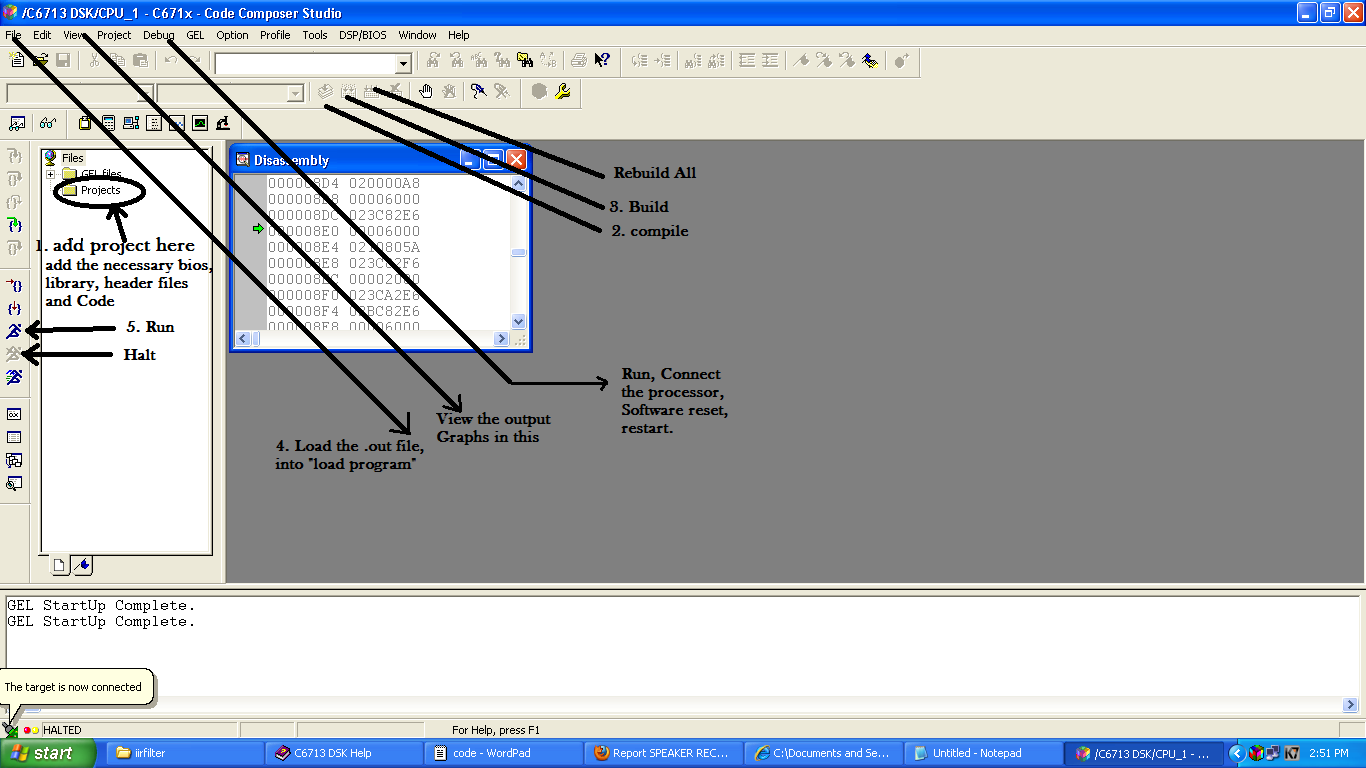 /C6713 DSK/CPU_1 - C671x - Code Composer Studio
File Edit View Project Debug GEL Option Profile Tools DSP/BIOS Window Help
Files
GEL files
Projects
1. add project here
add the necessary bios,
library, header files
and Code
5. Run
Halt
Disassembly
000008D4 020000A8
00006000
000008DC 023C82E6
000008E0 00006000
000008E4 0210805A
000008E8
00002000
000008F0 023CA2E6
000008F4
000008F8 00006000
Rebuild All
3. Build
2. compile
Run, Connect
the processor,
Software reset,
restart.
View the output
Graphs in this
4. Load the .out file,
into "load program"
GEL StartUp Complete.
GEL StartUp Complete.
The target is now connected
HALTED
For Help, press F1
start
iirfilter
C6713 DSK Help
code - WordPad
Report SPEAKER REC...
C:\Documents and Se...
Untitled - Notepad
/C6713 DSK/CPU_1 - ...
2:51 PM